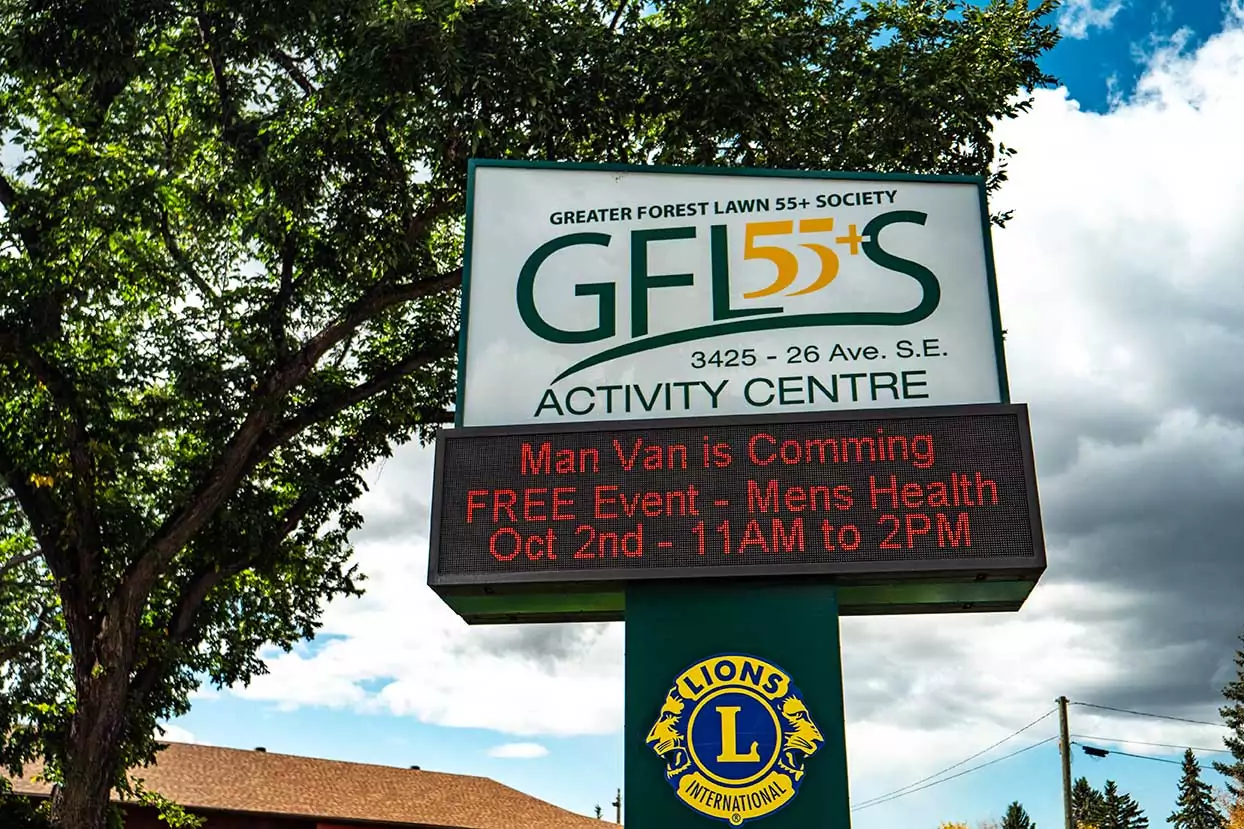 GREATER FOREST LAWN 55+ SOCIETY
GFL55+S
3425 - 26 Ave. S.E.
ACTIVITY CENTRE
Man Van is Comming
FREE Event - Mens Health
Oct 2nd - 11AM to 2PM
LIONS
L
INTERNATIONAL
®